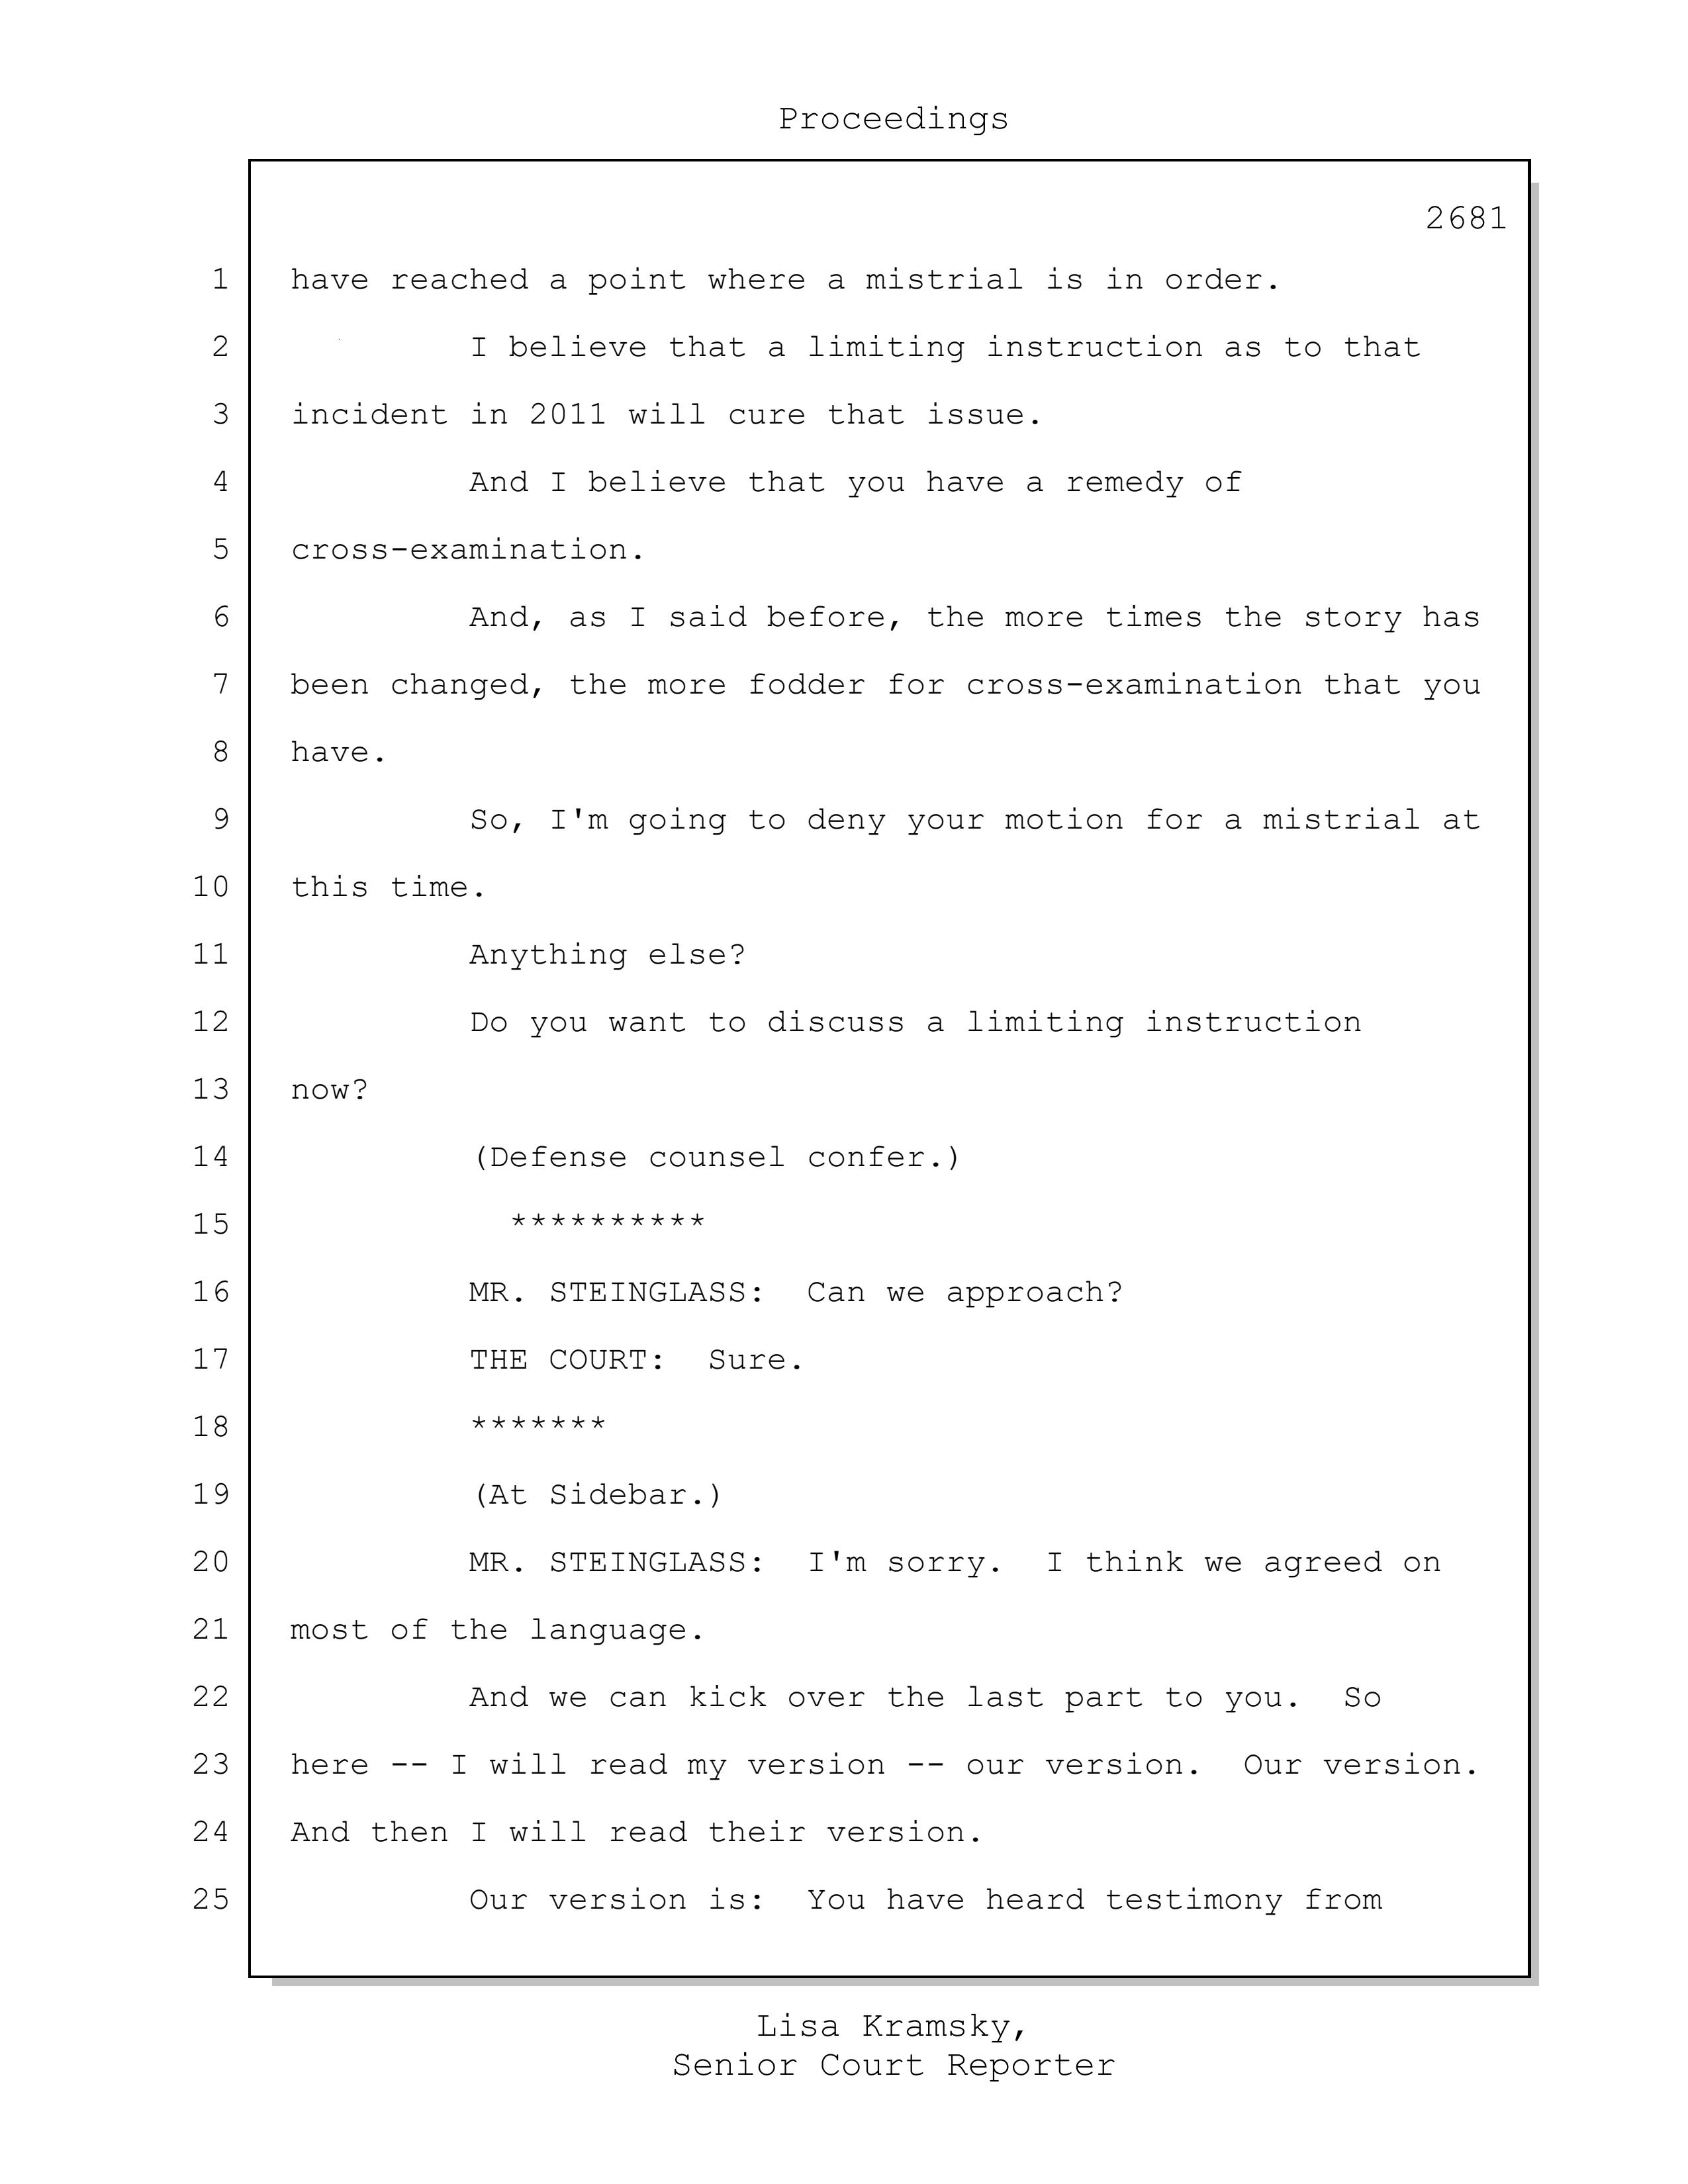 Proceedings
2681
1 have reached a point where a mistrial is in order.
2 I believe that a limiting instruction as to that
3 incident in 2011 will cure that issue.
4 And I believe that you have a remedy of
5 cross-examination.
6 And, as I said before, the more times the story has
7 been changed, the more fodder for cross-examination that you
8 have.
9 So, I'm going to deny your motion for a mistrial at
10 this time.
11 Anything else?
12 Do you want to discuss a limiting instruction
13 now?
14 (Defense counsel confer.)
15 **********
16 MR. STEINGLASS:  Can we approach?
17 THE COURT:  Sure.
18 *******
19 (At Sidebar.)
20 MR. STEINGLASS:  I'm sorry.  I think we agreed on
21 most of the language.
22 And we can kick over the last part to you.  So
23 here -- I will read my version -- our version.  Our version.
24 And then I will read their version.
25 Our version is:  You have heard testimony from
Lisa Kramsky,
Senior Court Reporter